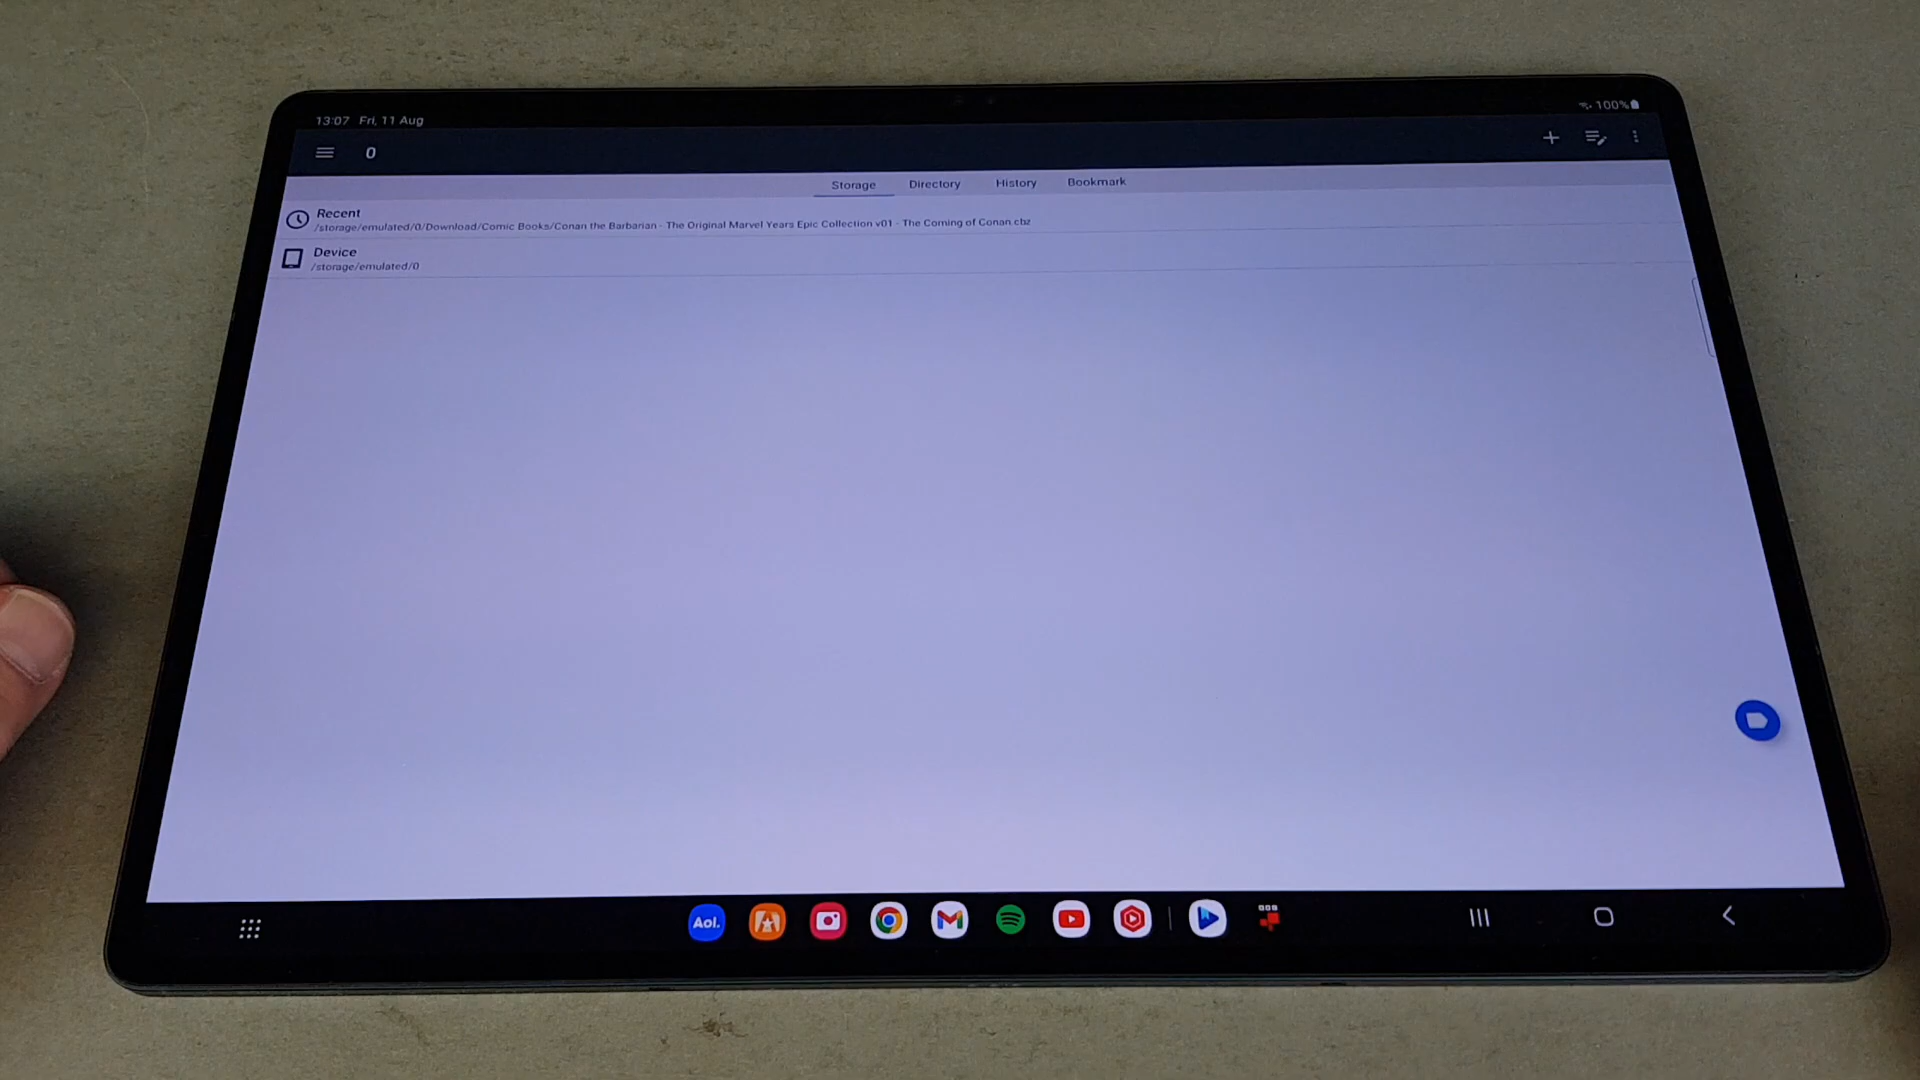 13:07 Fri, 11 Aug
100%
0
Storage Directory History Bookmark
Recent
/storage/emulated/0/Download/Comic Books/Conan the Barbarian - The Original Marvel Years Epic Collection v01 - The Coming of Conan.cbz
Device
/storage/emulated/0
Aol.